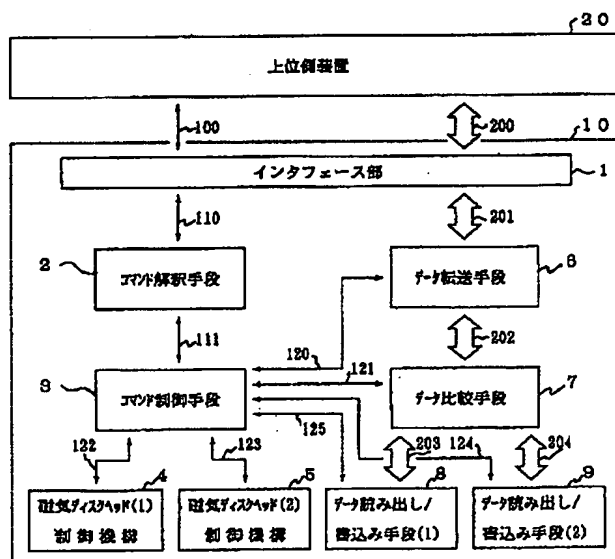 20
上位側装置
100
200
10
インタフェース部
1
110
201
2
コマンド解釈手段
データ転送手段
6
111
120
202
3
コマンド制御手段
121
データ比較手段
7
125
122
123
203
124
204
4
5
8
9
磁気ディスクヘッド(1)
制御機構
磁気ディスクヘッド(2)
制御機構
データ読み出し/
書込み手段(1)
データ読み出し/
書込み手段(2)